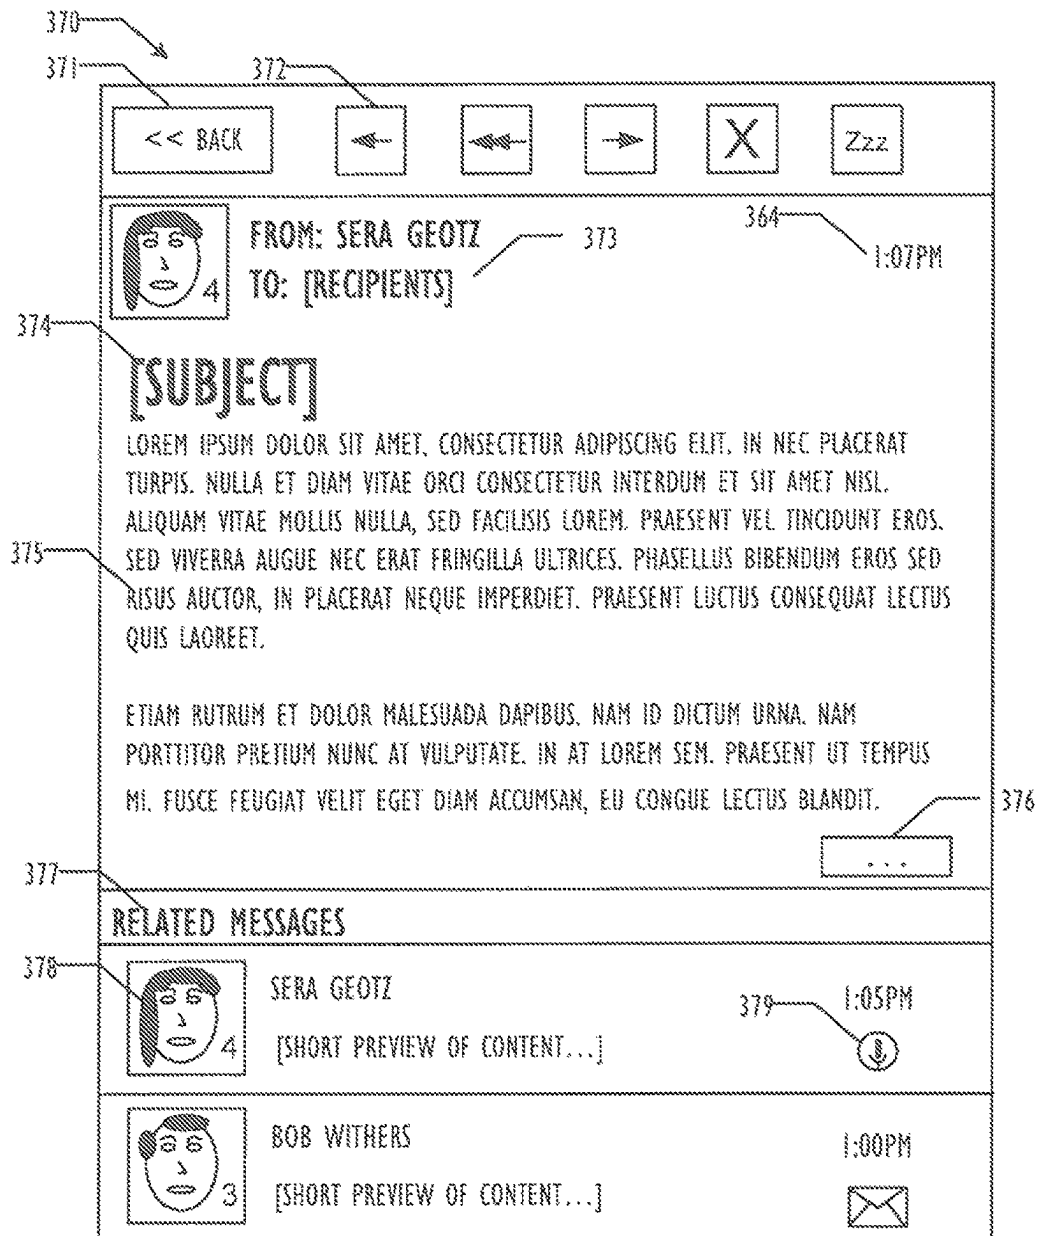 370
371
372
<< BACK
X
Zzz
FROM: SERA GEOTZ
373
364
1:07PM
TO: [RECIPIENTS]
4
374
[SUBJECT]
LOREM IPSUM DOLOR SIT AMET, CONSECTETUR ADIPISCING ELIT. IN NEC PLACERAT
TURPIS. NULLA ET DIAM VITAE ORCI CONSECTETUR INTERDUM ET SIT AMET NISL.
ALIQUAM VITAE MOLLIS NULLA, SED FACILISIS LOREM. PRAESENT VEL TINCIDUNT EROS.
375
SED VIVERRA AUGUE NEC ERAT FRINGILLA ULTRICES. PHASELLUS BIBENDUM EROS SED
RISUS AUCTOR, IN PLACERAT NEQUE IMPERDIET. PRAESENT LUCTUS CONSEQUAT LECTUS
QUIS LAOREET.
ETIAM RUTRUM ET DOLOR MALESUADA DAPIBUS. NAM ID DICTUM URNA. NAM
PORTTITOR PRETIUM NUNC AT VULPUTATE. IN AT LOREM SEM. PRAESENT UT TEMPUS
MI. FUSCE FEUGIAT VELIT EGET DIAM ACCUMSAN, EU CONGUE LECTUS BLANDIT.
376
...
377
RELATED MESSAGES
378
SERA GEOTZ
379
1:05PM
4
[SHORT PREVIEW OF CONTENT...]
BOB WITHERS
1:00PM
3
[SHORT PREVIEW OF CONTENT...]